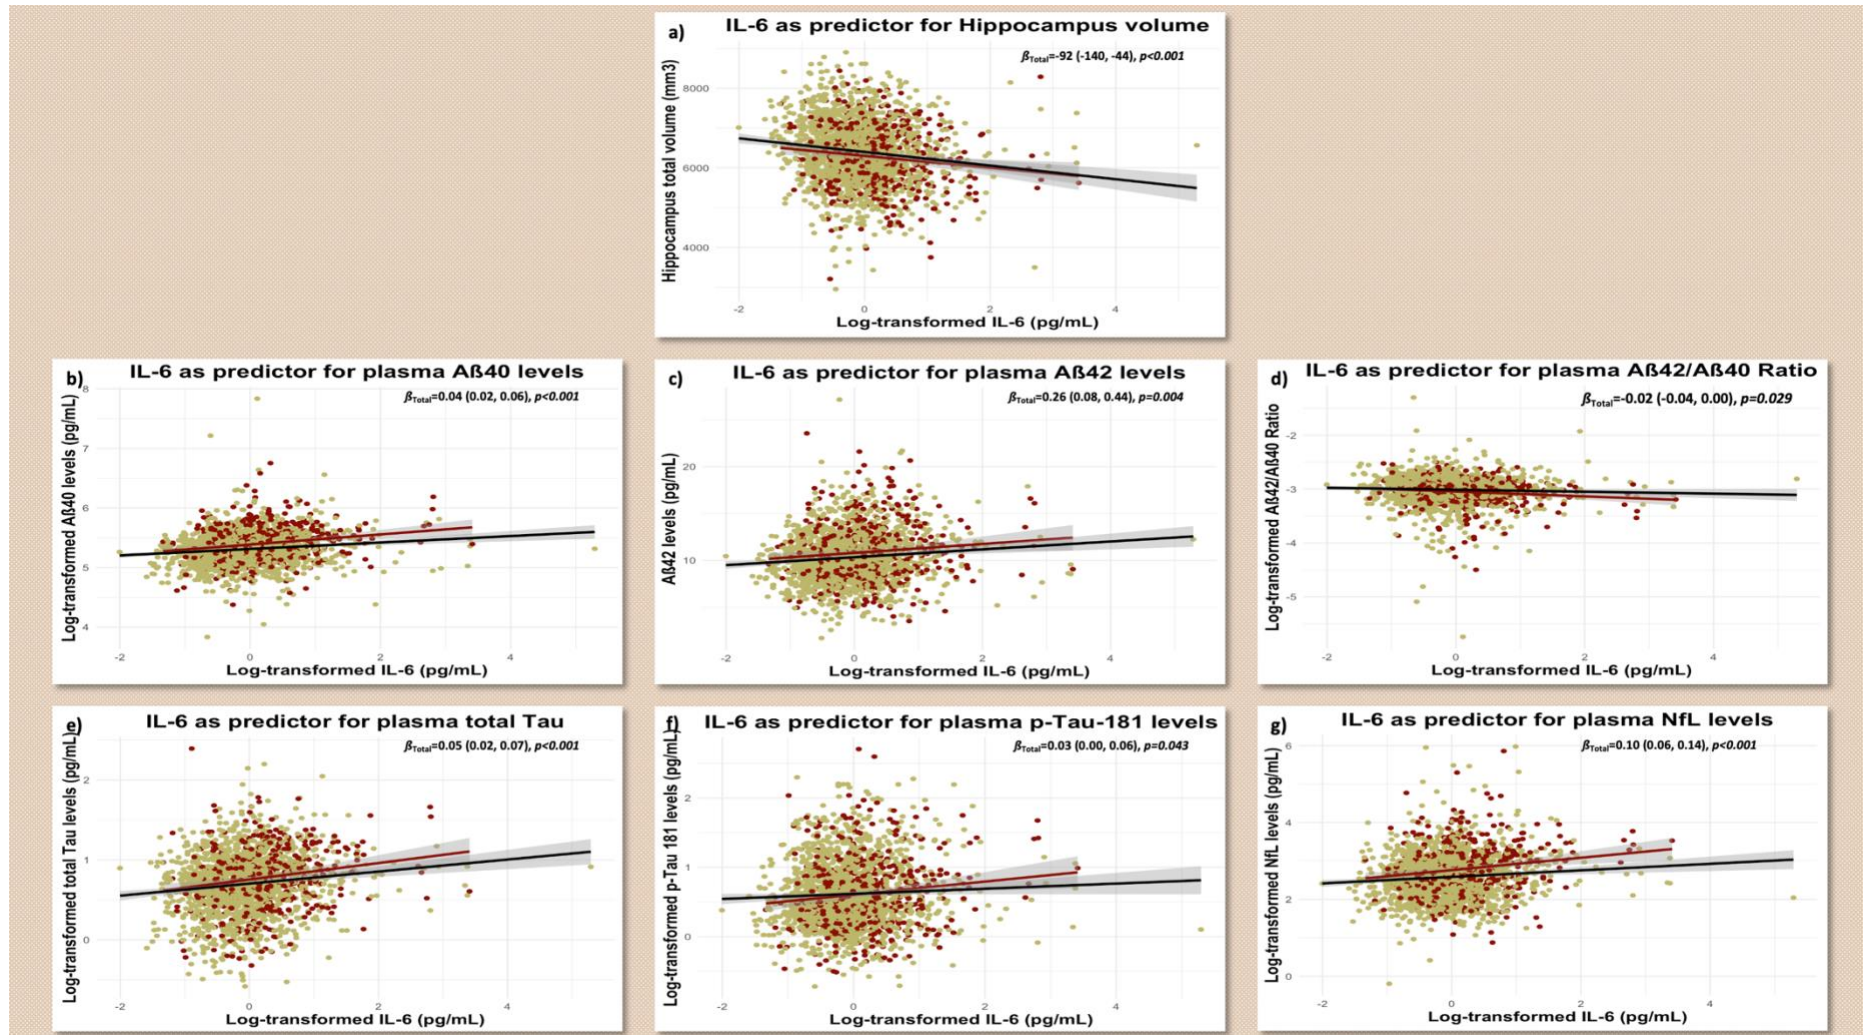 a)
IL-6 as predictor for Hippocampus volume
βTotal=-92 (-140, -44), p<0.001
Hippocampus total volume (mm3)
8000
6000
4000
-2 0 2 4
Log-transformed IL-6 (pg/mL)
b)
IL-6 as predictor for plasma Aß40 levels
βTotal=0.04 (0.02, 0.06), p<0.001
Log-transformed Aß40 levels (pg/mL)
8
7
6
5
4
-2 0 2 4
Log-transformed IL-6 (pg/mL)
c)
IL-6 as predictor for plasma Aß42 levels
βTotal=0.26 (0.08, 0.44), p=0.004
Aß42 levels (pg/mL)
20
10
-2 0 2 4
Log-transformed IL-6 (pg/mL)
d)
IL-6 as predictor for plasma Aß42/Aß40 Ratio
βTotal=-0.02 (-0.04, 0.00), p=0.029
Log-transformed Aß42/Aß40 Ratio
-2
-3
-4
-5
-2 0 2 4
Log-transformed IL-6 (pg/mL)
e)
IL-6 as predictor for plasma total Tau
βTotal=0.05 (0.02, 0.07), p<0.001
Log-transformed total Tau levels (pg/mL)
2
1
0
-2 0 2 4
Log-transformed IL-6 (pg/mL)
f)
IL-6 as predictor for plasma p-Tau-181 levels
βTotal=0.03 (0.00, 0.06), p=0.043
Log-transformed p-Tau 181 levels (pg/mL)
2
1
0
-2 0 2 4
Log-transformed IL-6 (pg/mL)
g)
IL-6 as predictor for plasma NfL levels
βTotal=0.10 (0.06, 0.14), p<0.001
Log-transformed NfL levels (pg/mL)
6
4
2
0
-2 0 2 4
Log-transformed IL-6 (pg/mL)